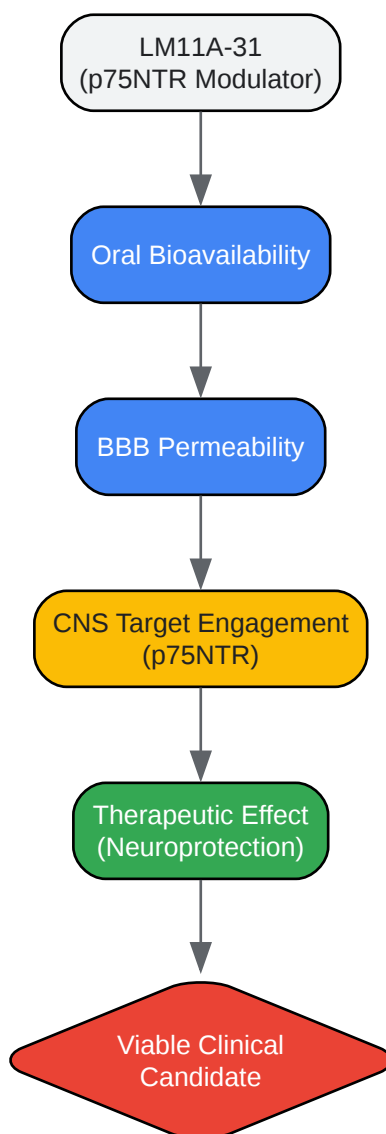 LM11A-31
(p75NTR Modulator)
Oral Bioavailability
BBB Permeability
CNS Target Engagement
(p75NTR)
Therapeutic Effect
(Neuroprotection)
Viable Clinical
Candidate